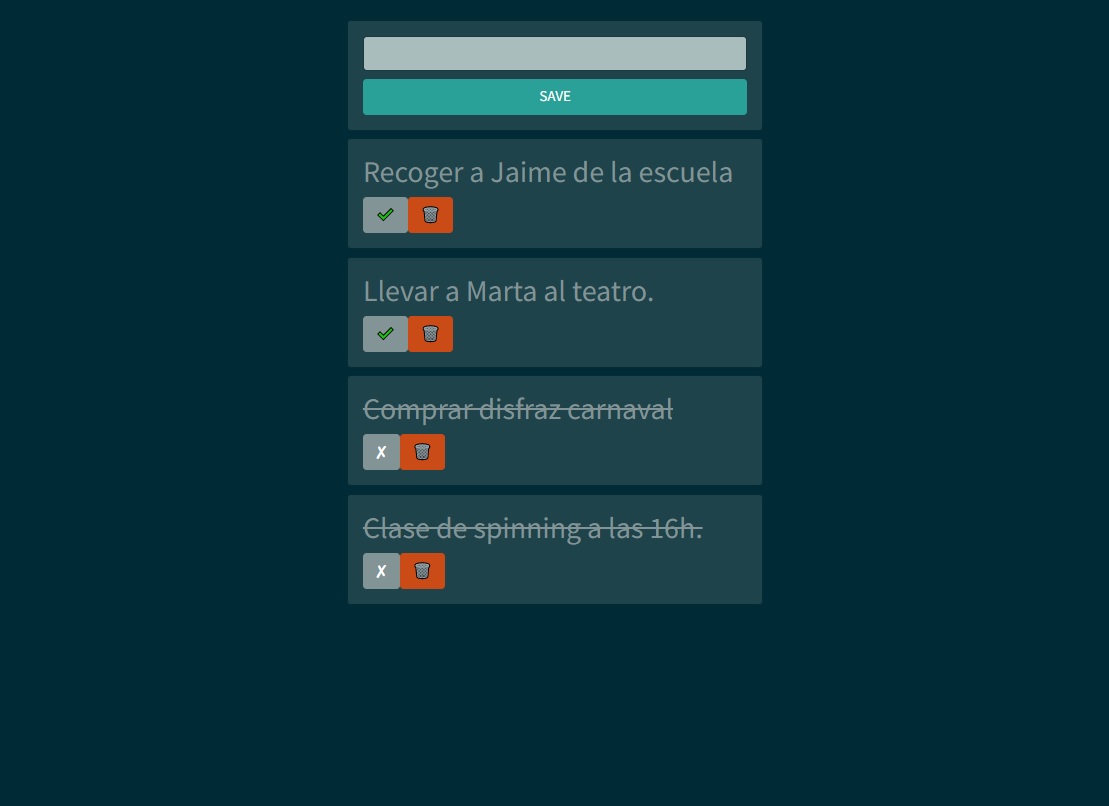 SAVE
Recoger a Jaime de la escuela
Llevar a Marta al teatro.
Comprar disfraz carnaval
✗
Clase de spinning a las 16h.
✗